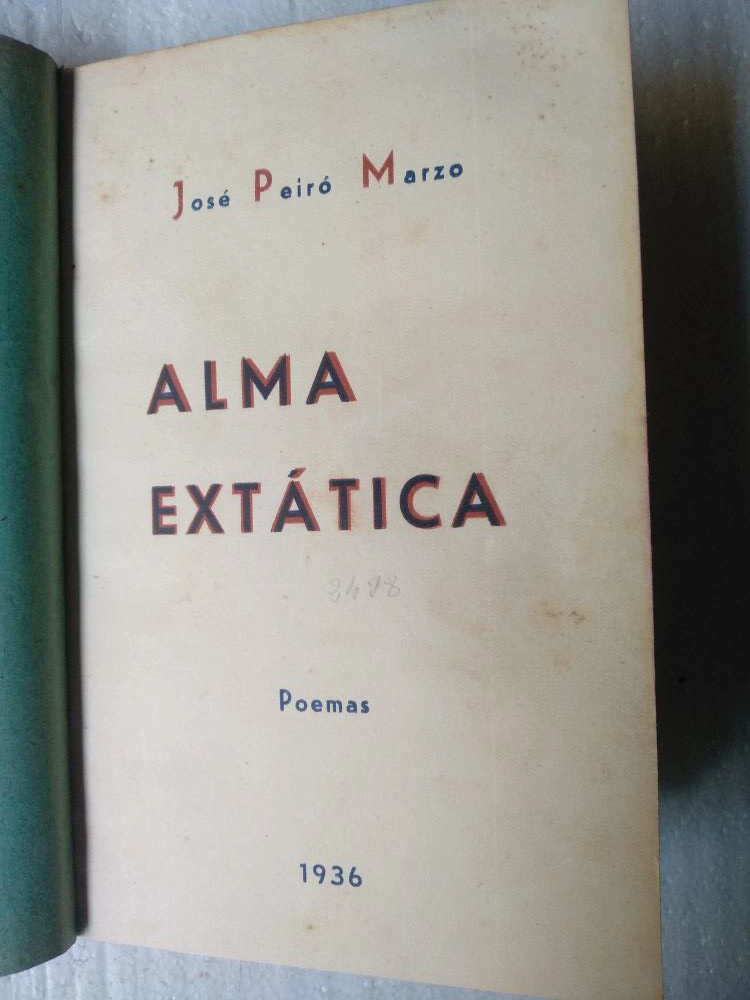 José Peiró Marzo
ALMA
EXTÁTICA
Poemas
1936